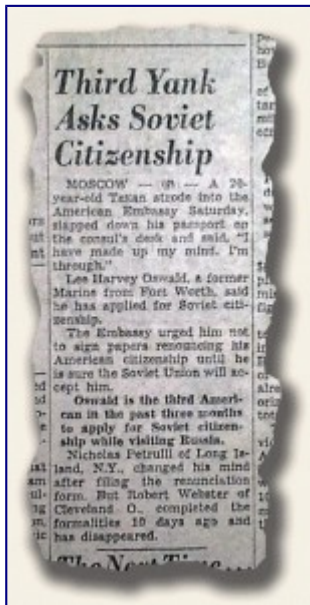 Third Yank
Asks Soviet
Citizenship
MOSCOW — (AP) — A 20-
year-old Texan strode into the
American Embassy Saturday,
slapped down his passport on
the consul's desk and said, "I
have made up my mind. I'm
through."
Lee Harvey Oswald, a former
Marine from Fort Worth, said
he has applied for Soviet citi-
zenship.
The Embassy urged him not
to sign papers renouncing his
American citizenship until he
is sure the Soviet Union will ac-
cept him.
Oswald is the third Ameri-
can in the past three months
to apply for Soviet citizen-
ship while visiting Russia.
Nicholas Petrulli of Long Is-
land, N.Y., changed his mind
after filing the renunciation
form. But Robert Webster of
Cleveland O., completed the
formalities 10 days ago and
has disappeared.
The Next Time